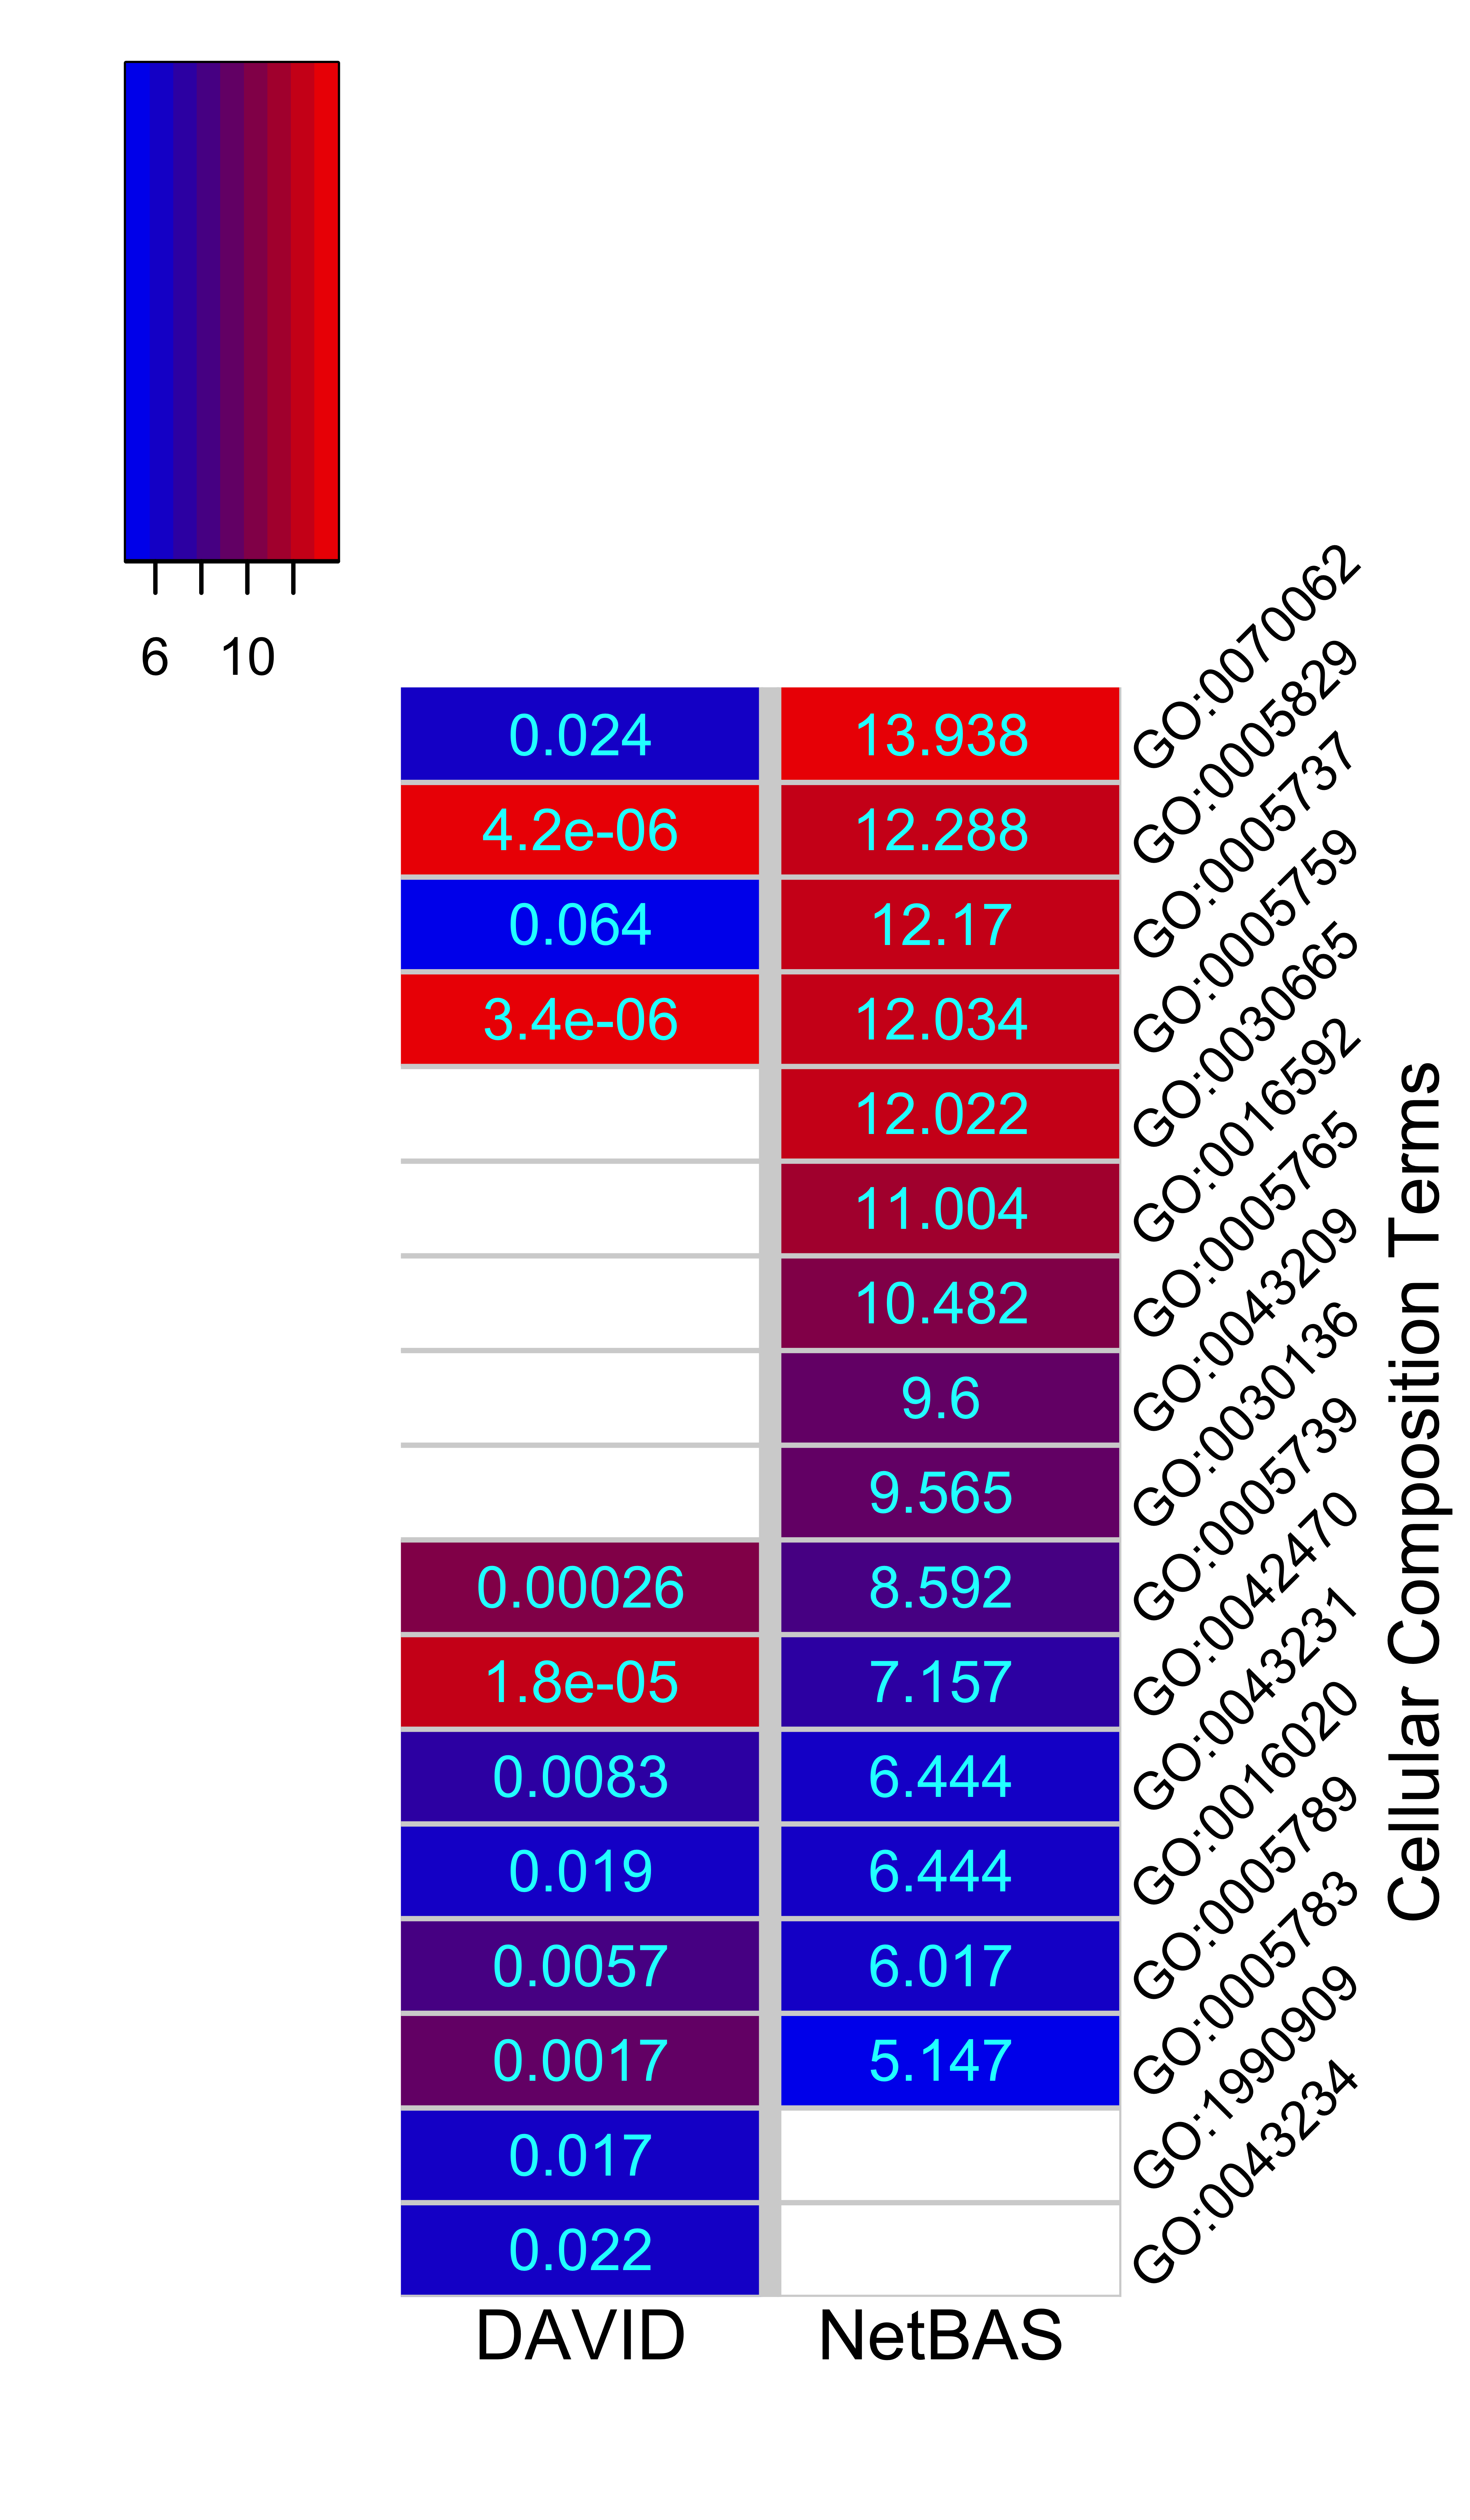 6 10
0.024 13.938 GO:0070062
4.28e-06 12.288 GO:0005829
0.064 12.17 GO:0005737
3.4e-06 12.034 GO:0005759
12.022 GO:0030665
11.004 GO:0016592
10.482 GO:0005765
9.6 GO:0043209
9.565 GO:0030136
0.00026 8.592 GO:0005739
1.8e-05 7.157 GO:0042470
0.0083 6.444 GO:0043231
0.019 6.444 GO:0016020
0.0057 6.017 GO:0005789
0.0017 5.147 GO:0005783
0.017 GO:1990909
0.022 GO:0043234
DAVID NetBAS
Cellular Composition Terms